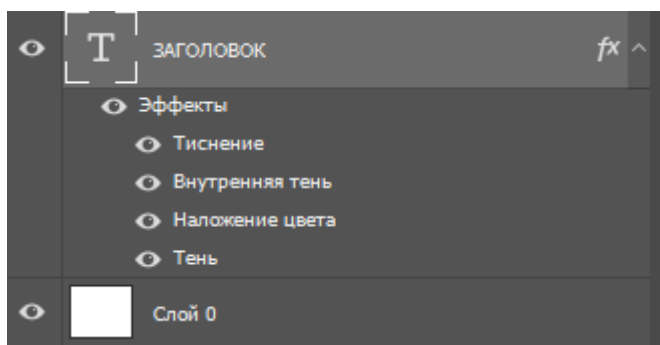 T ЗАГОЛОВОК fx
Эффекты
Тиснение
Внутренняя тень
Наложение цвета
Тень
Слой 0